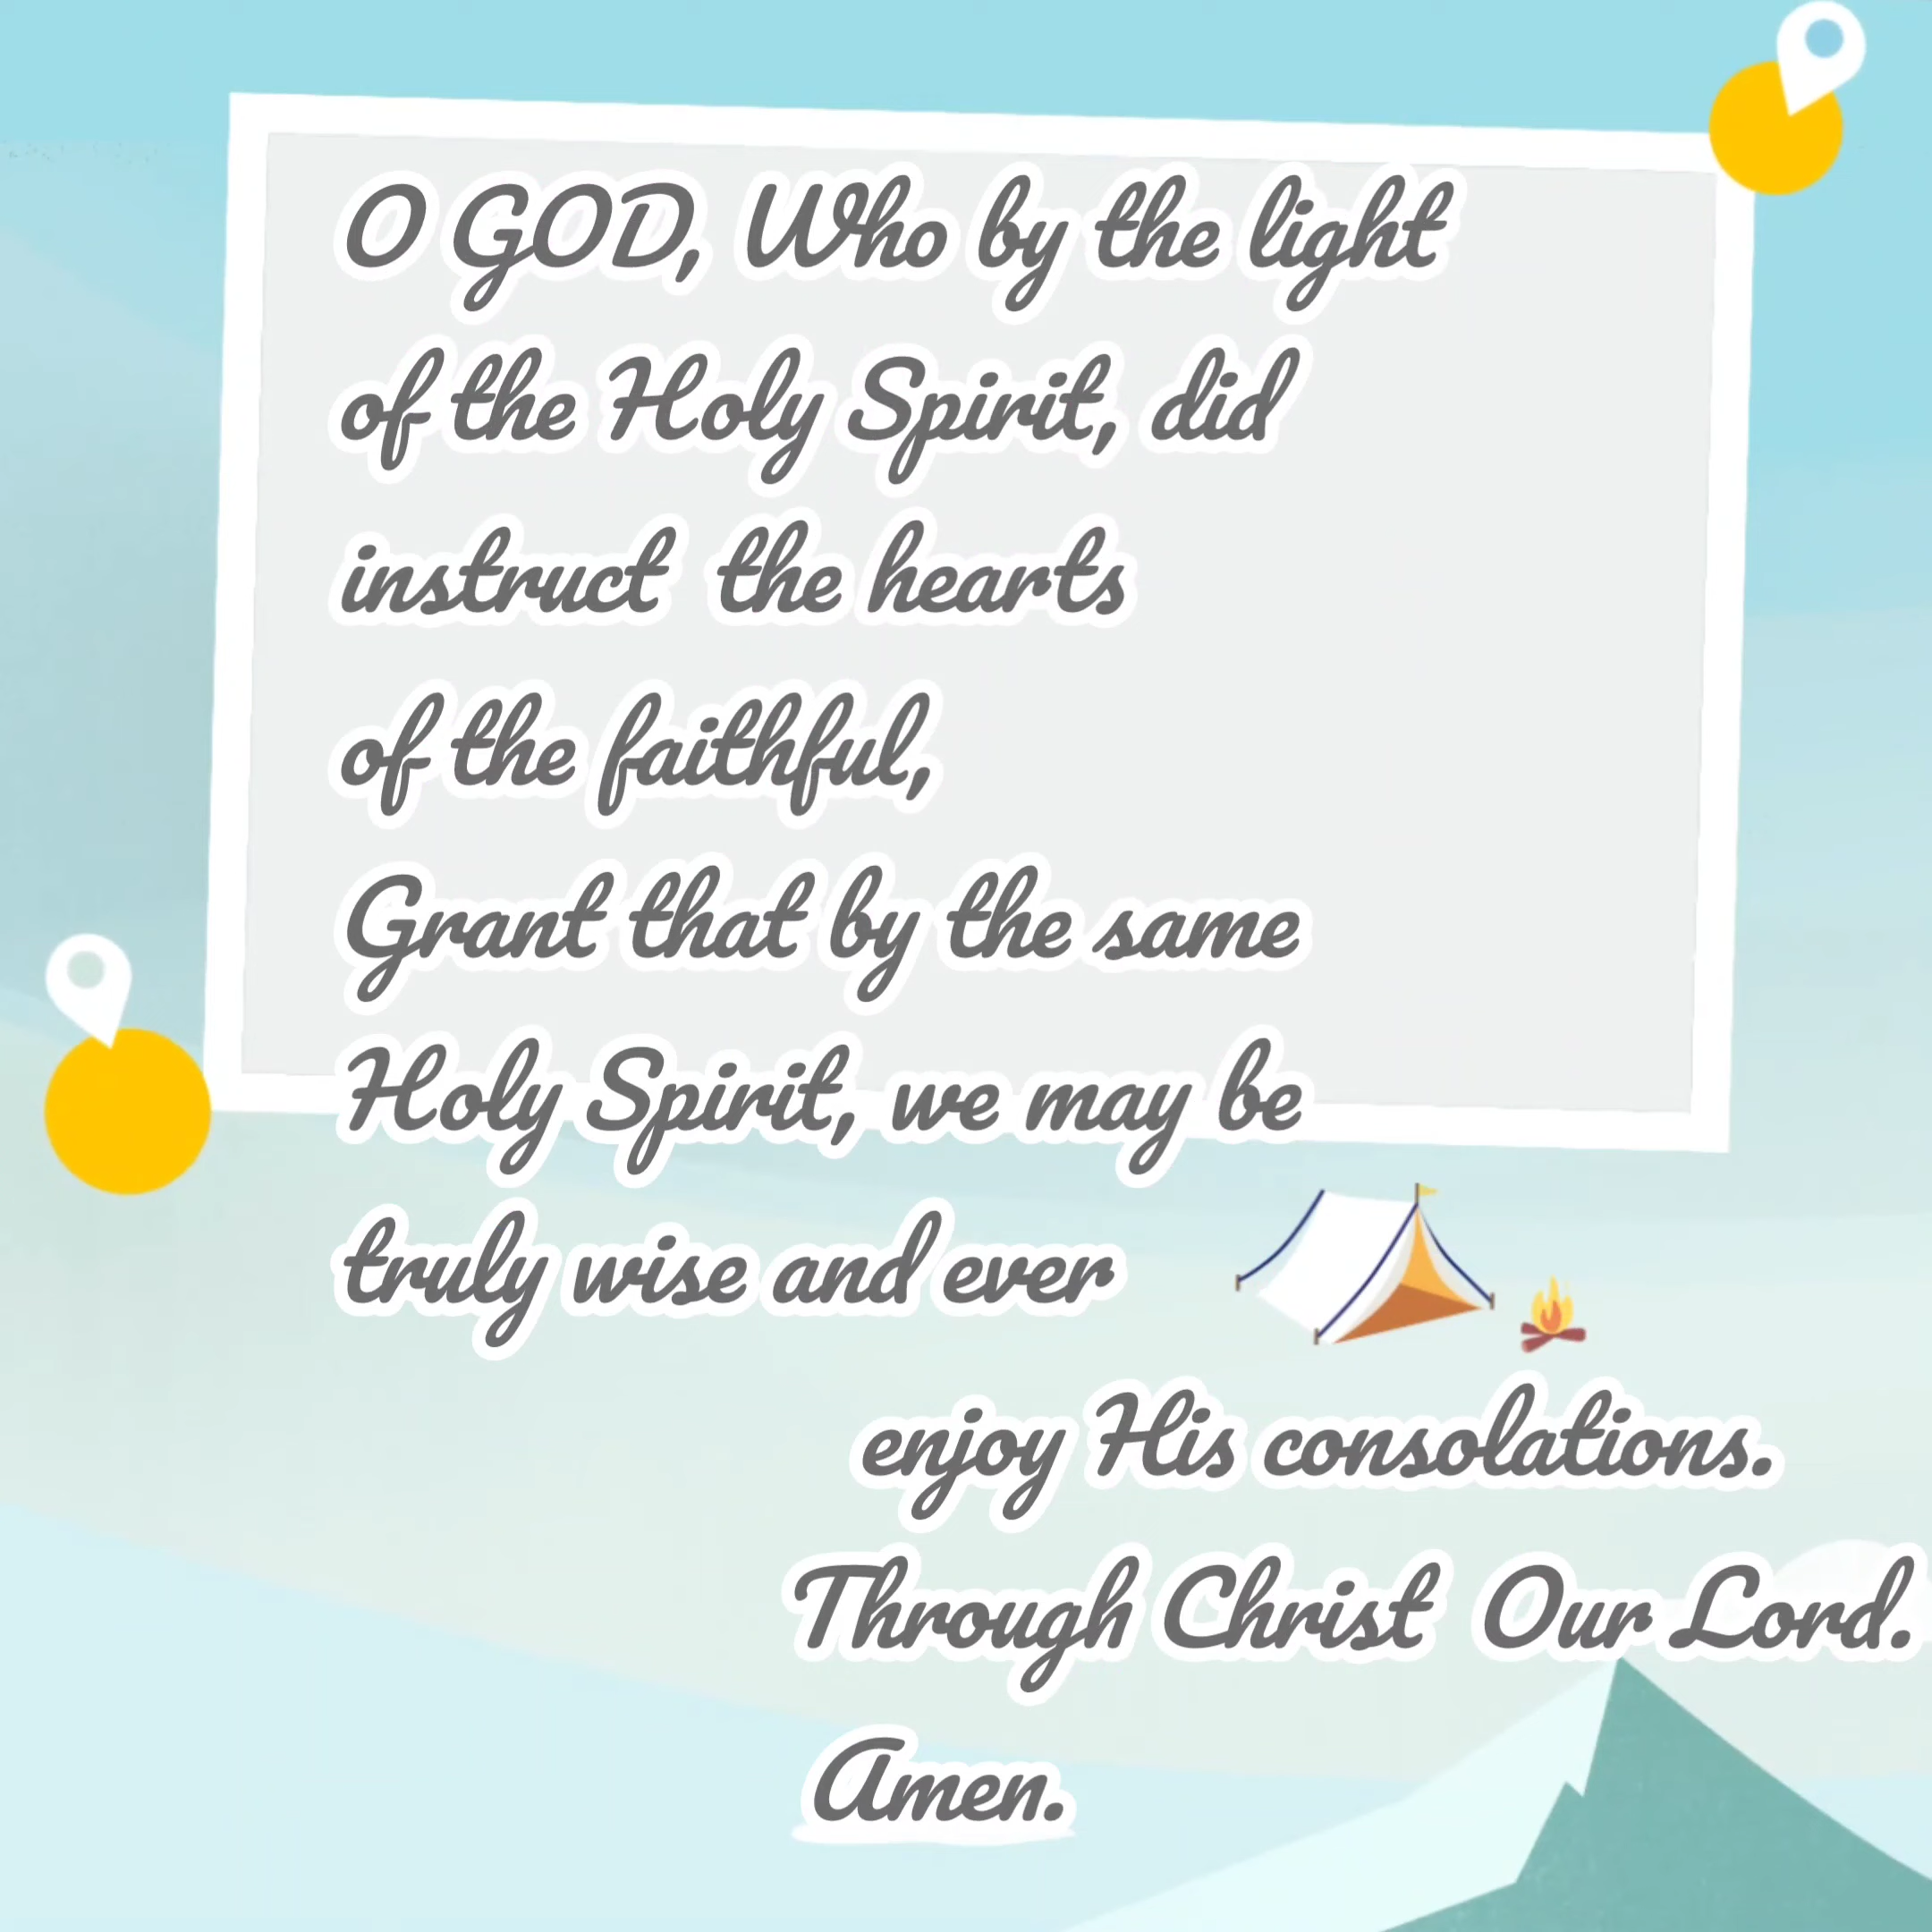 O GOD, Who by the light
of the Holy Spirit, did
instruct the hearts
of the faithful,
Grant that by the same
Holy Spirit, we may be
truly wise and ever
enjoy His consolations.
Through Christ Our Lord.
Amen.